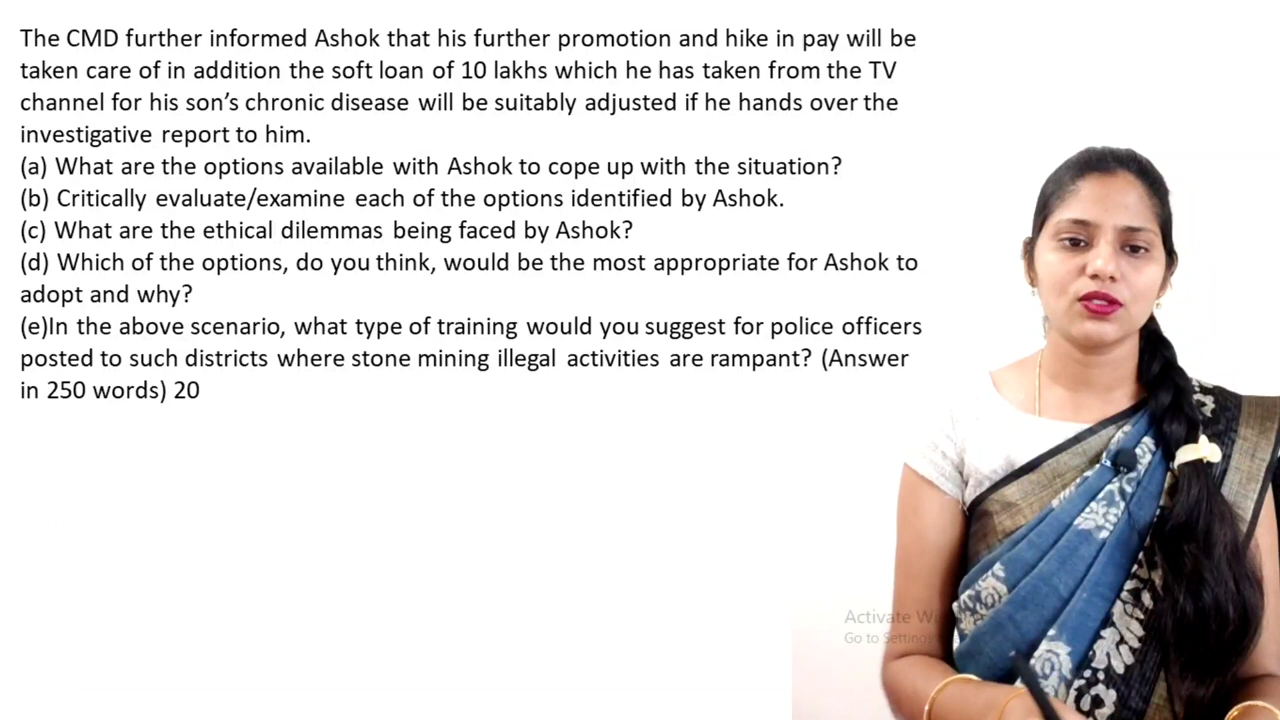 The CMD further informed Ashok that his further promotion and hike in pay will be
taken care of in addition the soft loan of 10 lakhs which he has taken from the TV
channel for his son’s chronic disease will be suitably adjusted if he hands over the
investigative report to him.
(a) What are the options available with Ashok to cope up with the situation?
(b) Critically evaluate/examine each of the options identified by Ashok.
(c) What are the ethical dilemmas being faced by Ashok?
(d) Which of the options, do you think, would be the most appropriate for Ashok to
adopt and why?
(e)In the above scenario, what type of training would you suggest for police officers
posted to such districts where stone mining illegal activities are rampant? (Answer
in 250 words) 20
Activate
Go to Settings